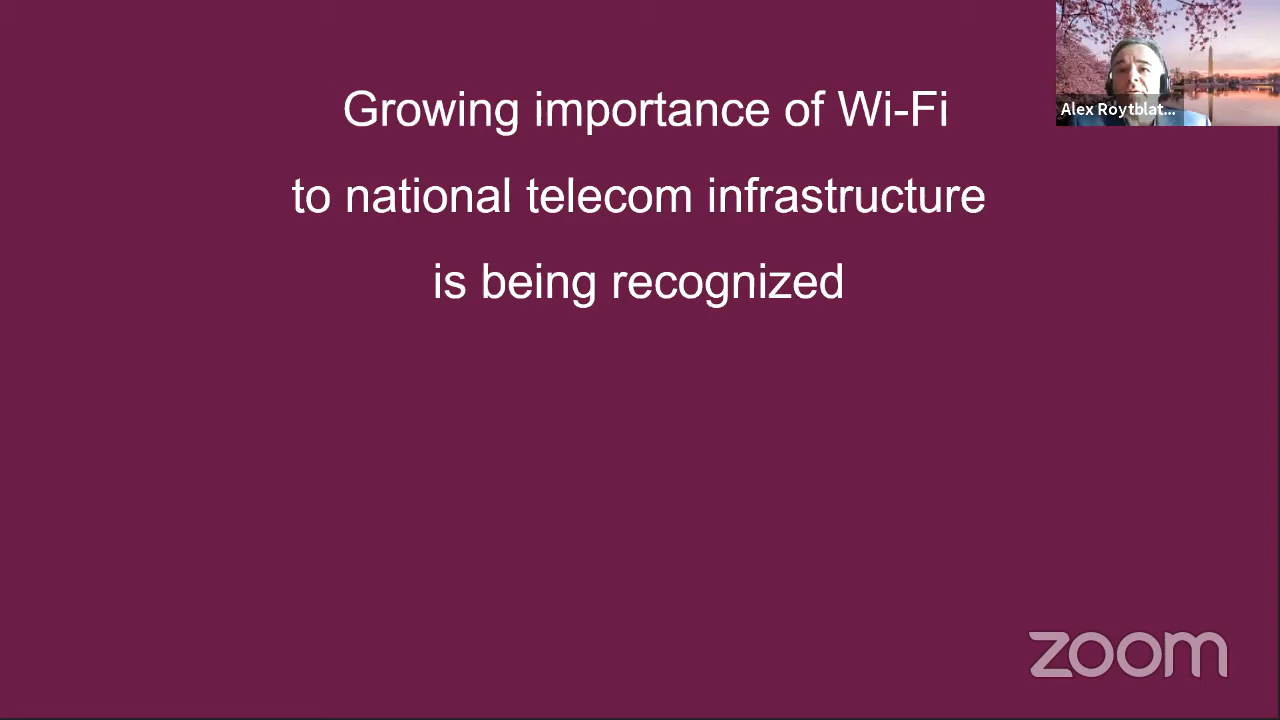 Growing importance of Wi-Fi
to national telecom infrastructure
is being recognized
Alex Roytblat...
zoom